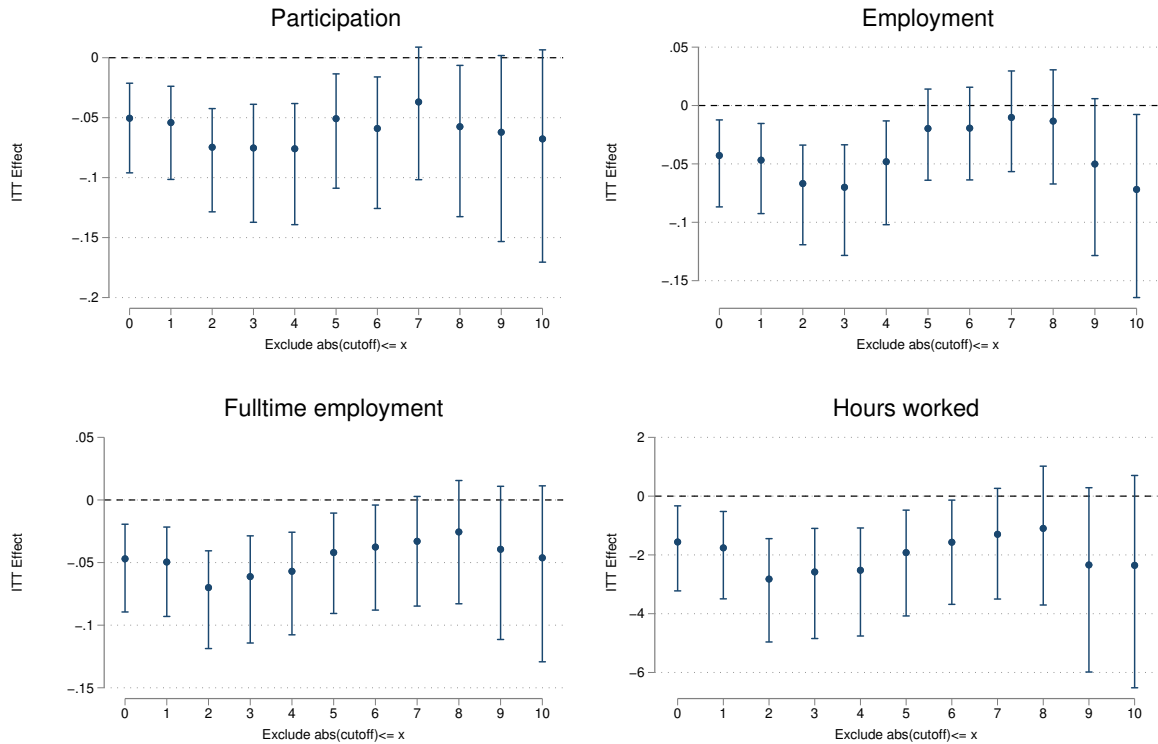 Participation
0
−.05
−.1
−.15
−.2
ITT Effect
0 1 2 3 4 5 6 7 8 9 10
Exclude abs(cutoff)<= x
Employment
.05
0
−.05
−.1
−.15
ITT Effect
0 1 2 3 4 5 6 7 8 9 10
Exclude abs(cutoff)<= x
Fulltime employment
.05
0
−.05
−.1
−.15
ITT Effect
0 1 2 3 4 5 6 7 8 9 10
Exclude abs(cutoff)<= x
Hours worked
2
0
−2
−4
−6
ITT Effect
0 1 2 3 4 5 6 7 8 9 10
Exclude abs(cutoff)<= x